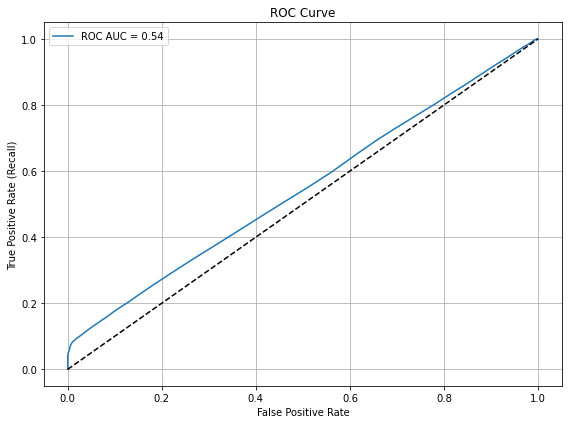 ROC Curve
ROC AUC = 0.54
True Positive Rate (Recall)
1.0
0.8
0.6
0.4
0.2
0.0
0.0 0.2 0.4 0.6 0.8 1.0
False Positive Rate